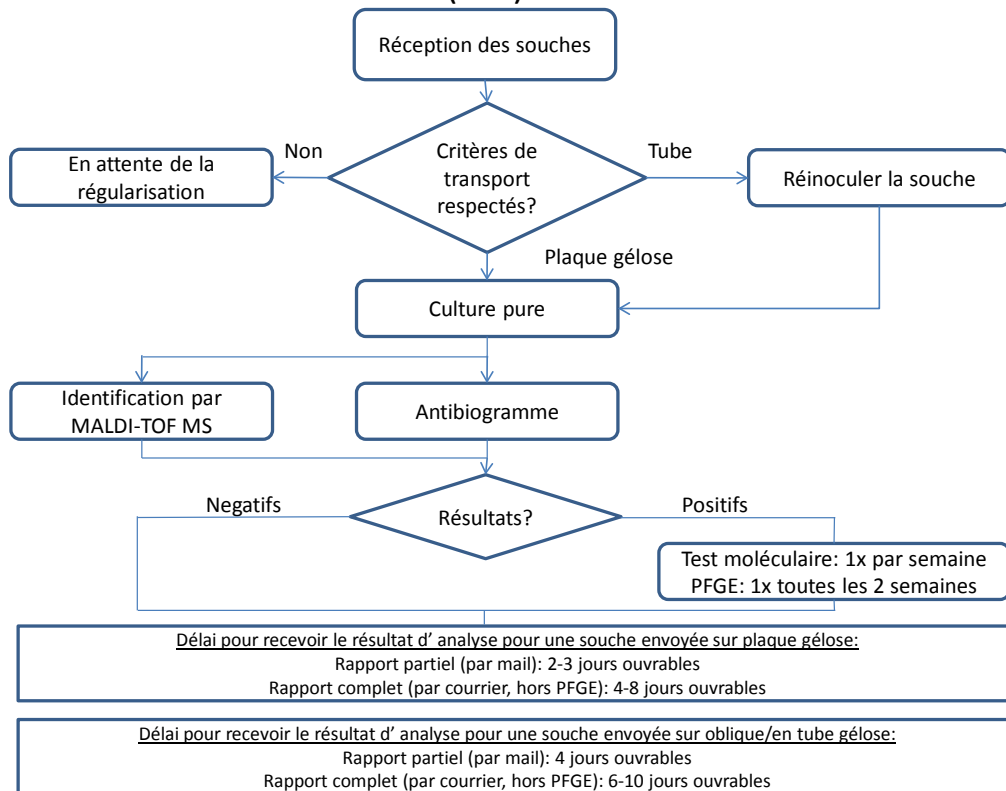 Réception des souches
Critères de
transport
respectés?
Non
Tube
En attente de la
régularisation
Réinoculer la souche
Plaque gélose
Culture pure
Identification par
MALDI-TOF MS
Antibiogramme
Résultats?
Negatifs
Positifs
Test moléculaire: 1x par semaine
PFGE: 1x toutes les 2 semaines
Délai pour recevoir le résultat d' analyse pour une souche envoyée sur plaque gélose:
Rapport partiel (par mail): 2-3 jours ouvrables
Rapport complet (par courrier, hors PFGE): 4-8 jours ouvrables
Délai pour recevoir le résultat d' analyse pour une souche envoyée sur oblique/en tube gélose:
Rapport partiel (par mail): 4 jours ouvrables
Rapport complet (par courrier, hors PFGE: 6-10 jours ouvrables